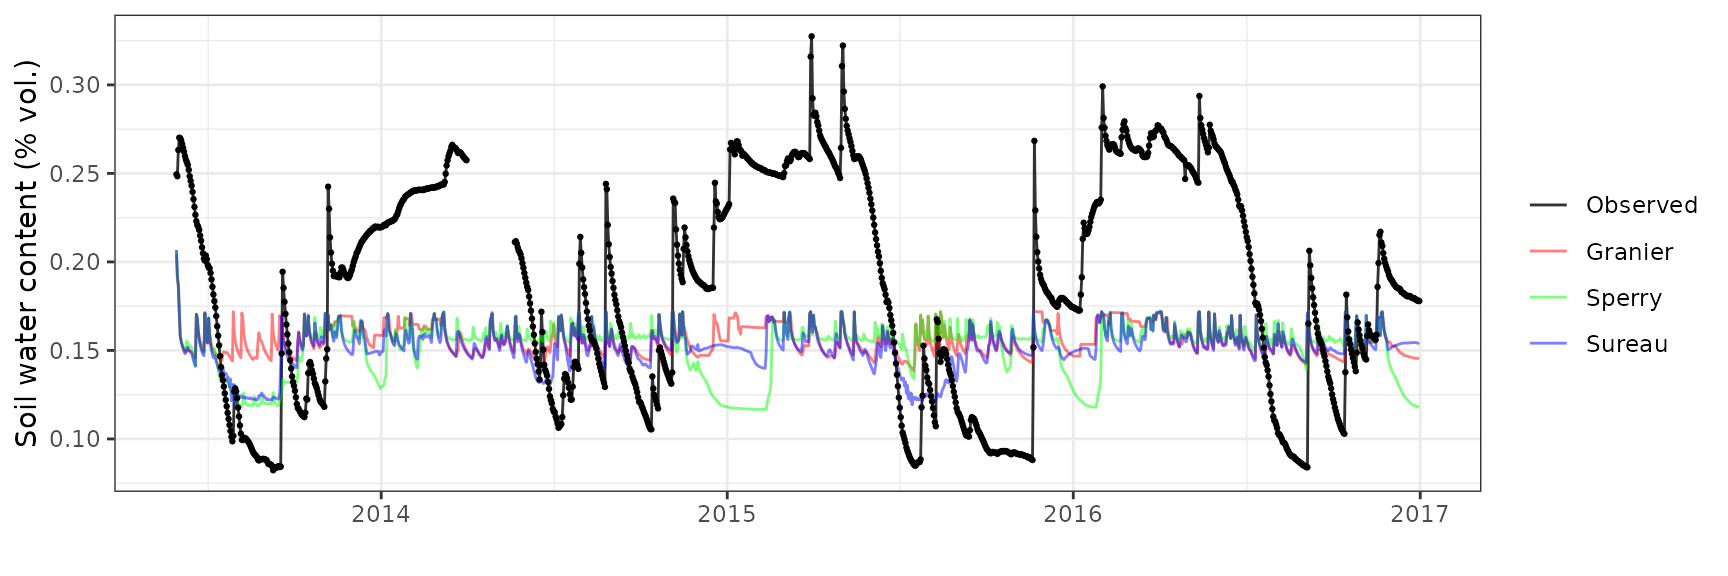 Soil water content (% vol.)
0.30
0.25
0.20
0.15
0.10
2014
2015
2016
2017
Observed
Granier
Sperry
Sureau